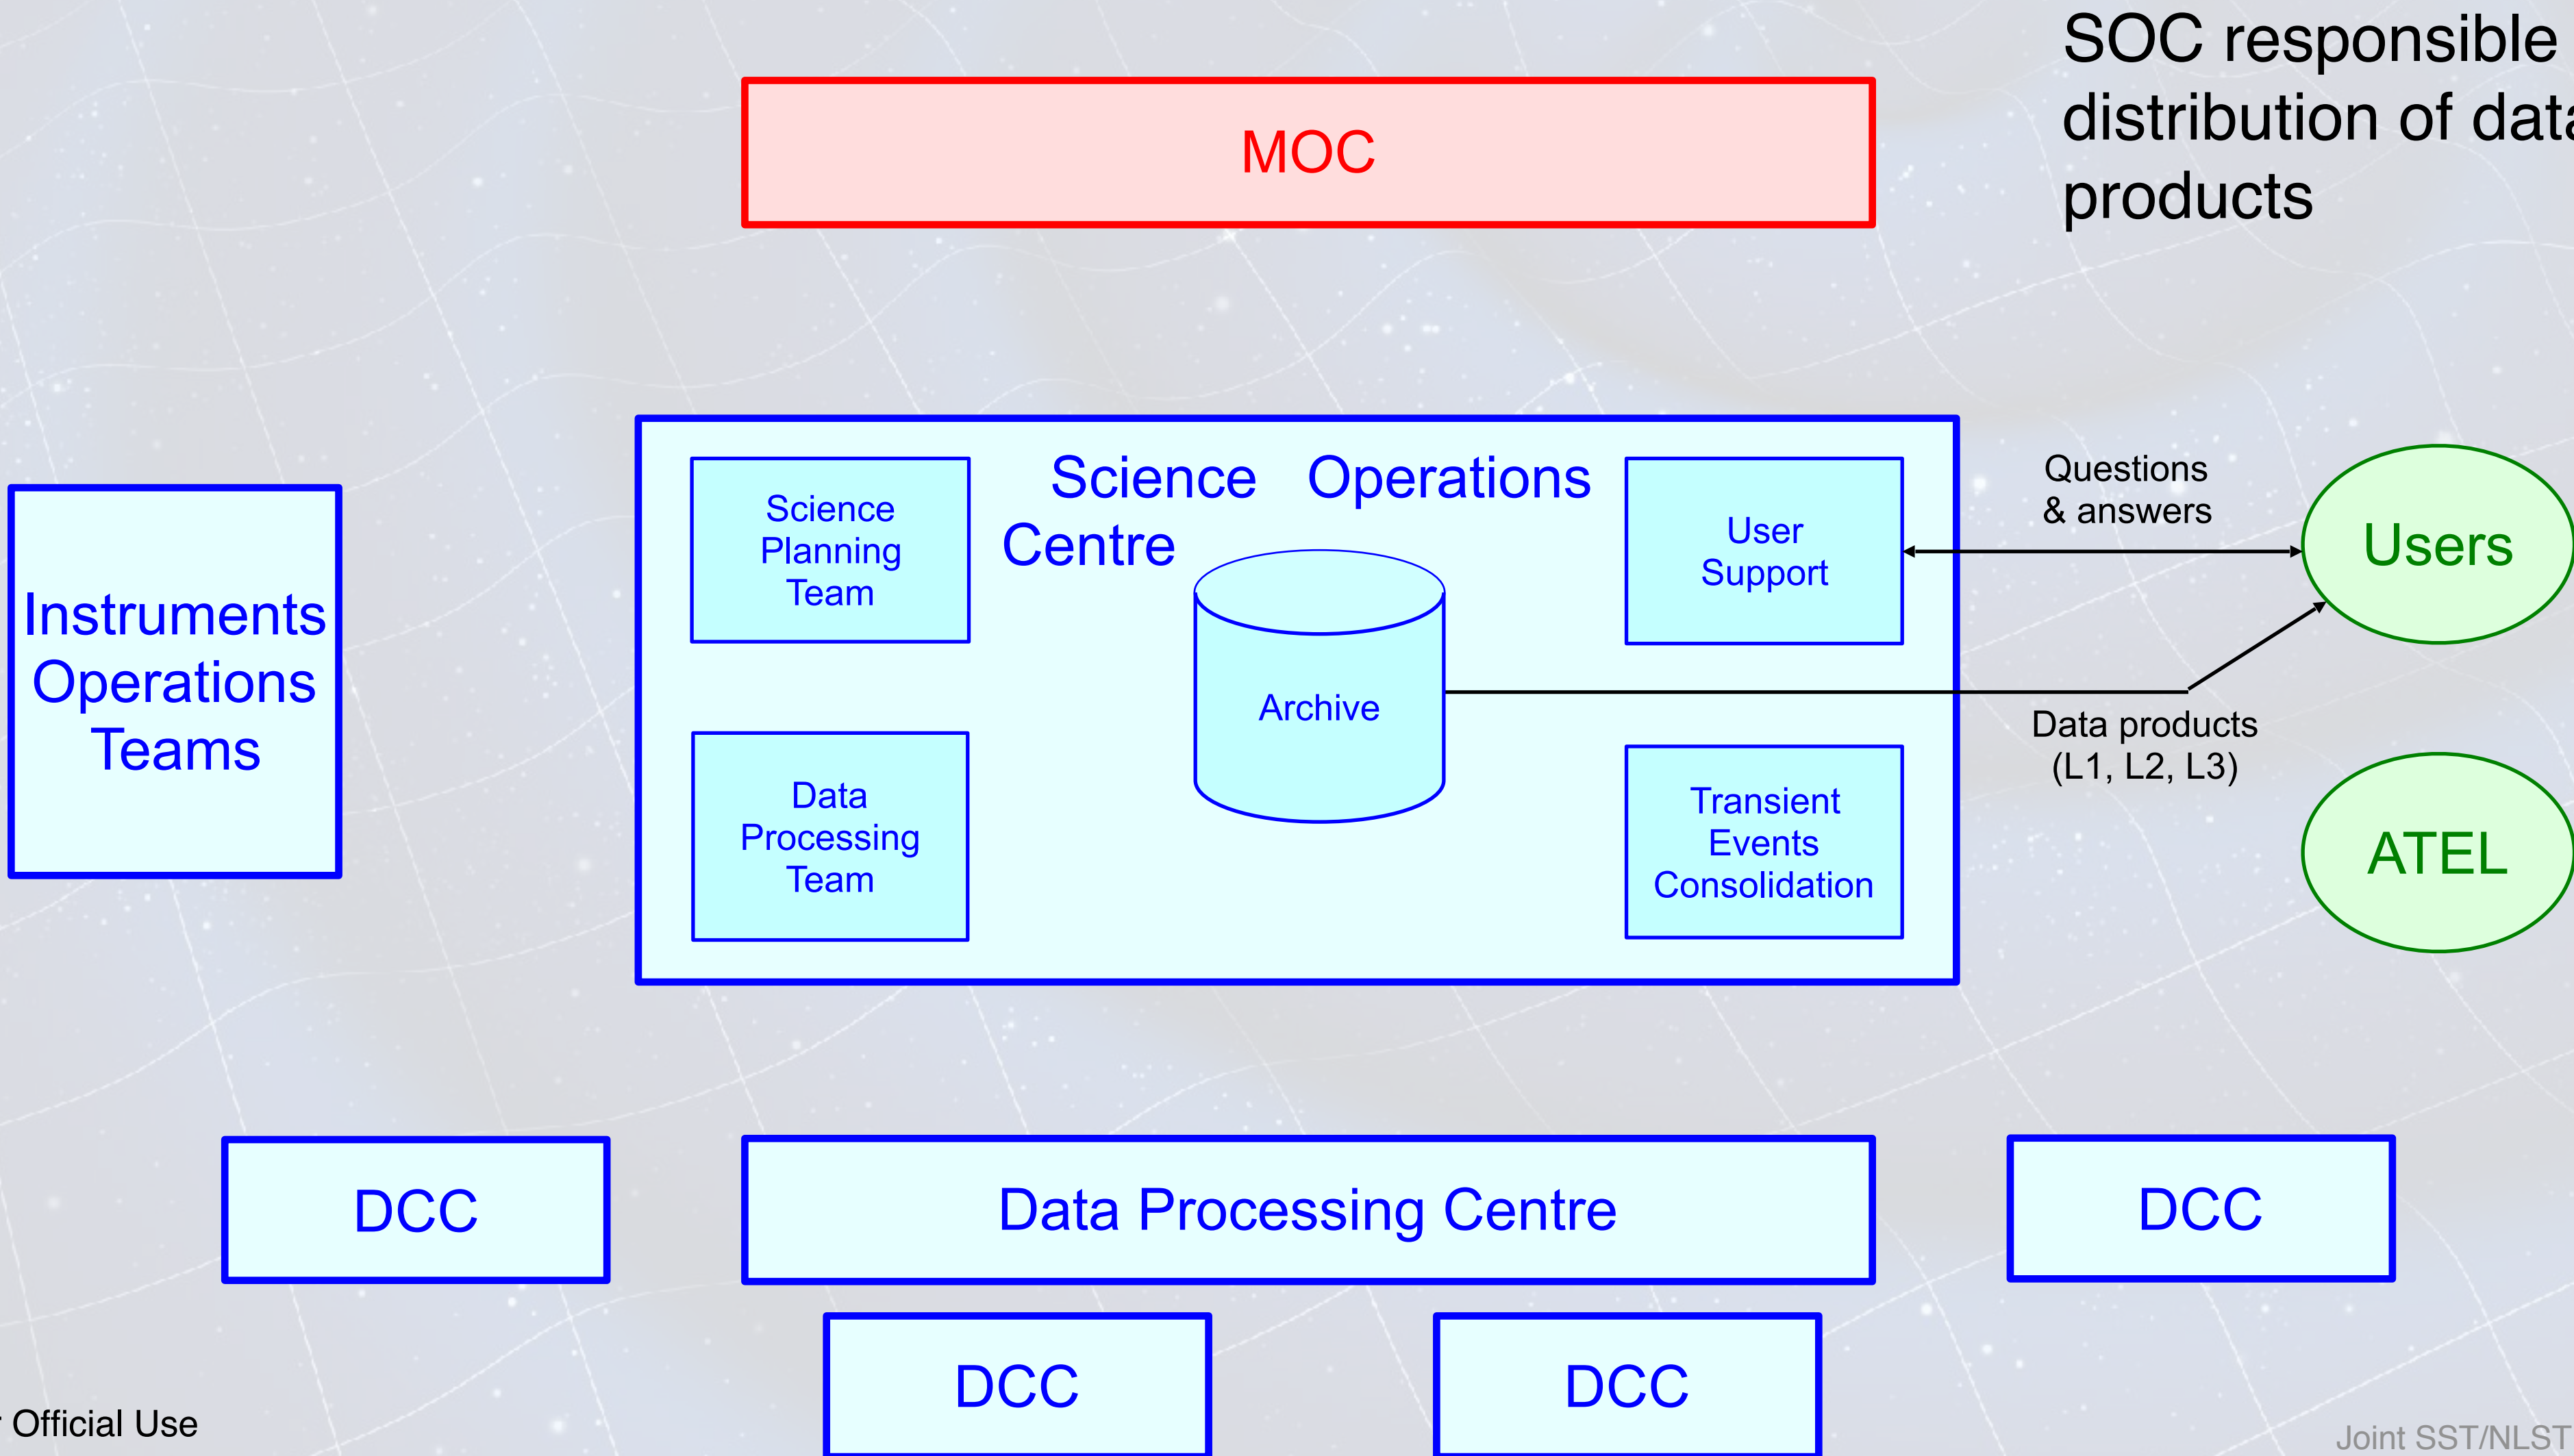 SOC responsible
distribution of data
products
MOC
Science Operations
Centre
Science
Planning
Team
User
Support
Questions
& answers
Users
Instruments
Operations
Teams
Archive
Data products
(L1, L2, L3)
Data
Processing
Team
Transient
Events
Consolidation
ATEL
DCC
Data Processing Centre
DCC
DCC
DCC
Official Use
Joint SST/NLST